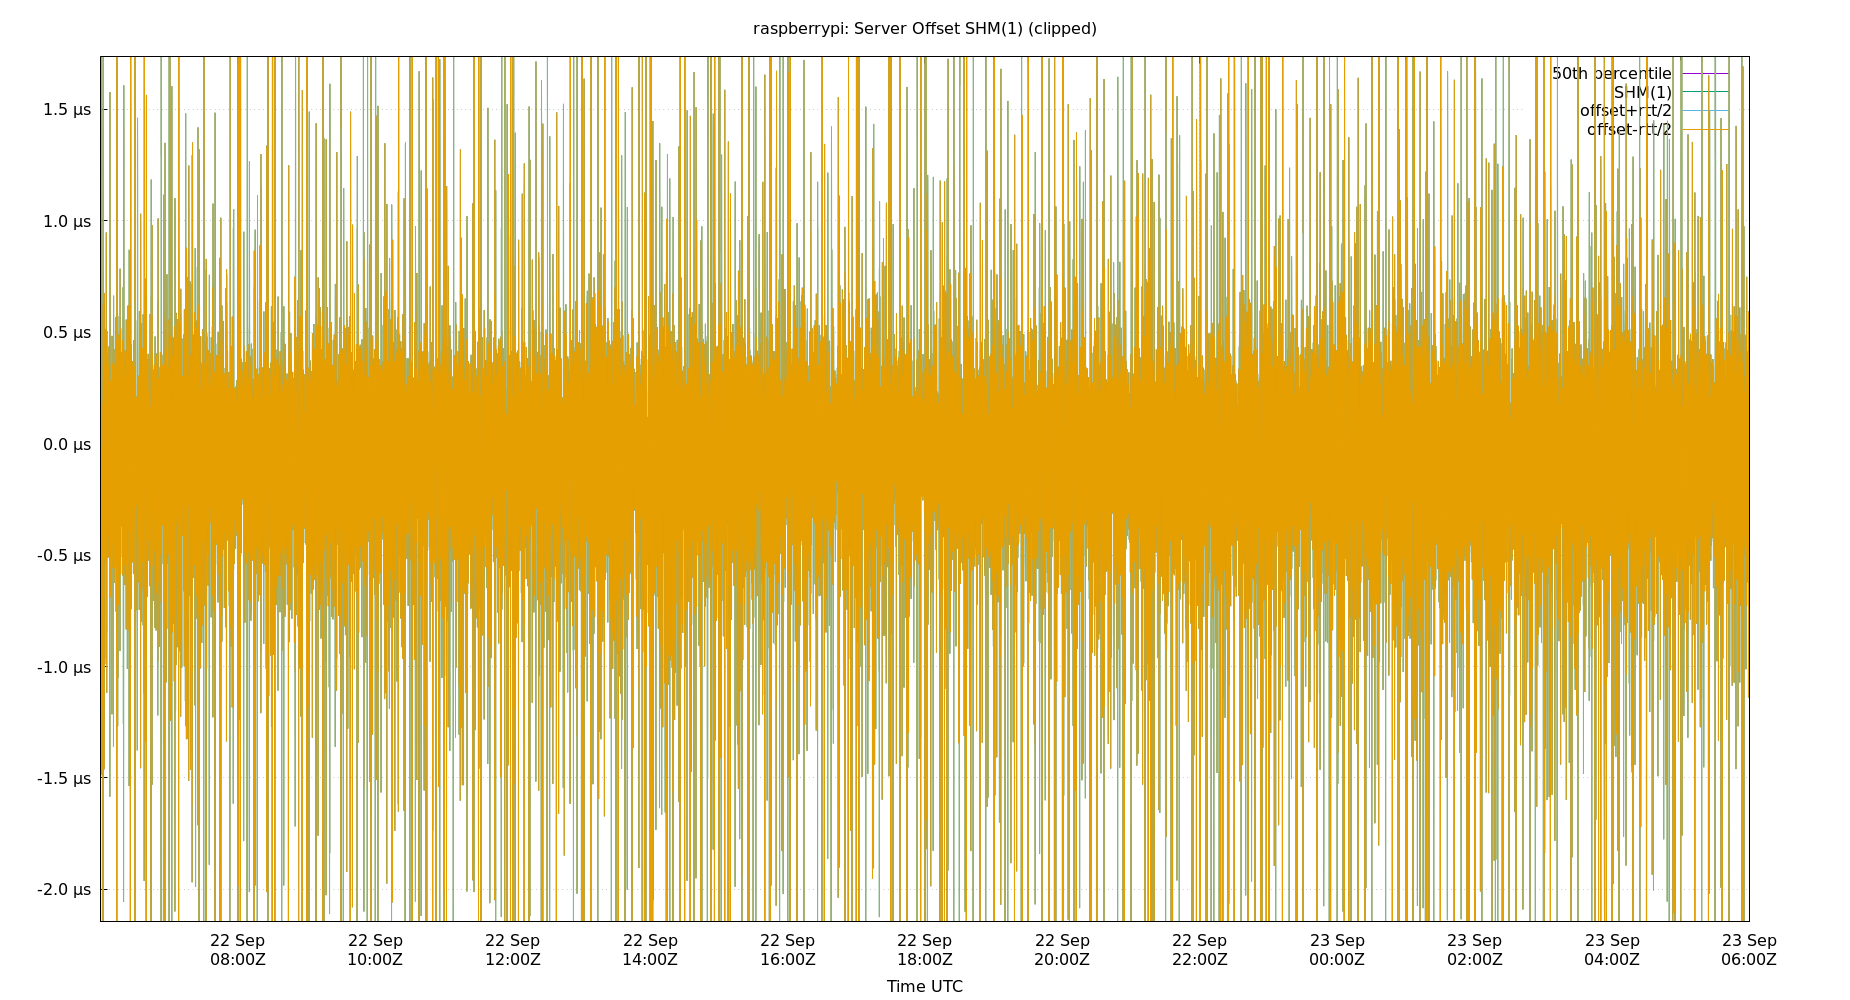 raspberrypi: Server Offset SHM(1) (clipped)
50th percentile
SHM(1)
offset+rtt/2
offset-rtt/2
1.5 µs
1.0 µs
0.5 µs
0.0 µs
-0.5 µs
-1.0 µs
-1.5 µs
-2.0 µs
22 Sep 22 Sep 22 Sep 22 Sep 22 Sep 22 Sep 22 Sep 22 Sep 23 Sep 23 Sep 23 Sep 23 Sep
08:00Z 10:00Z 12:00Z 14:00Z 16:00Z 18:00Z 20:00Z 22:00Z 00:00Z 02:00Z 04:00Z 06:00Z
Time UTC